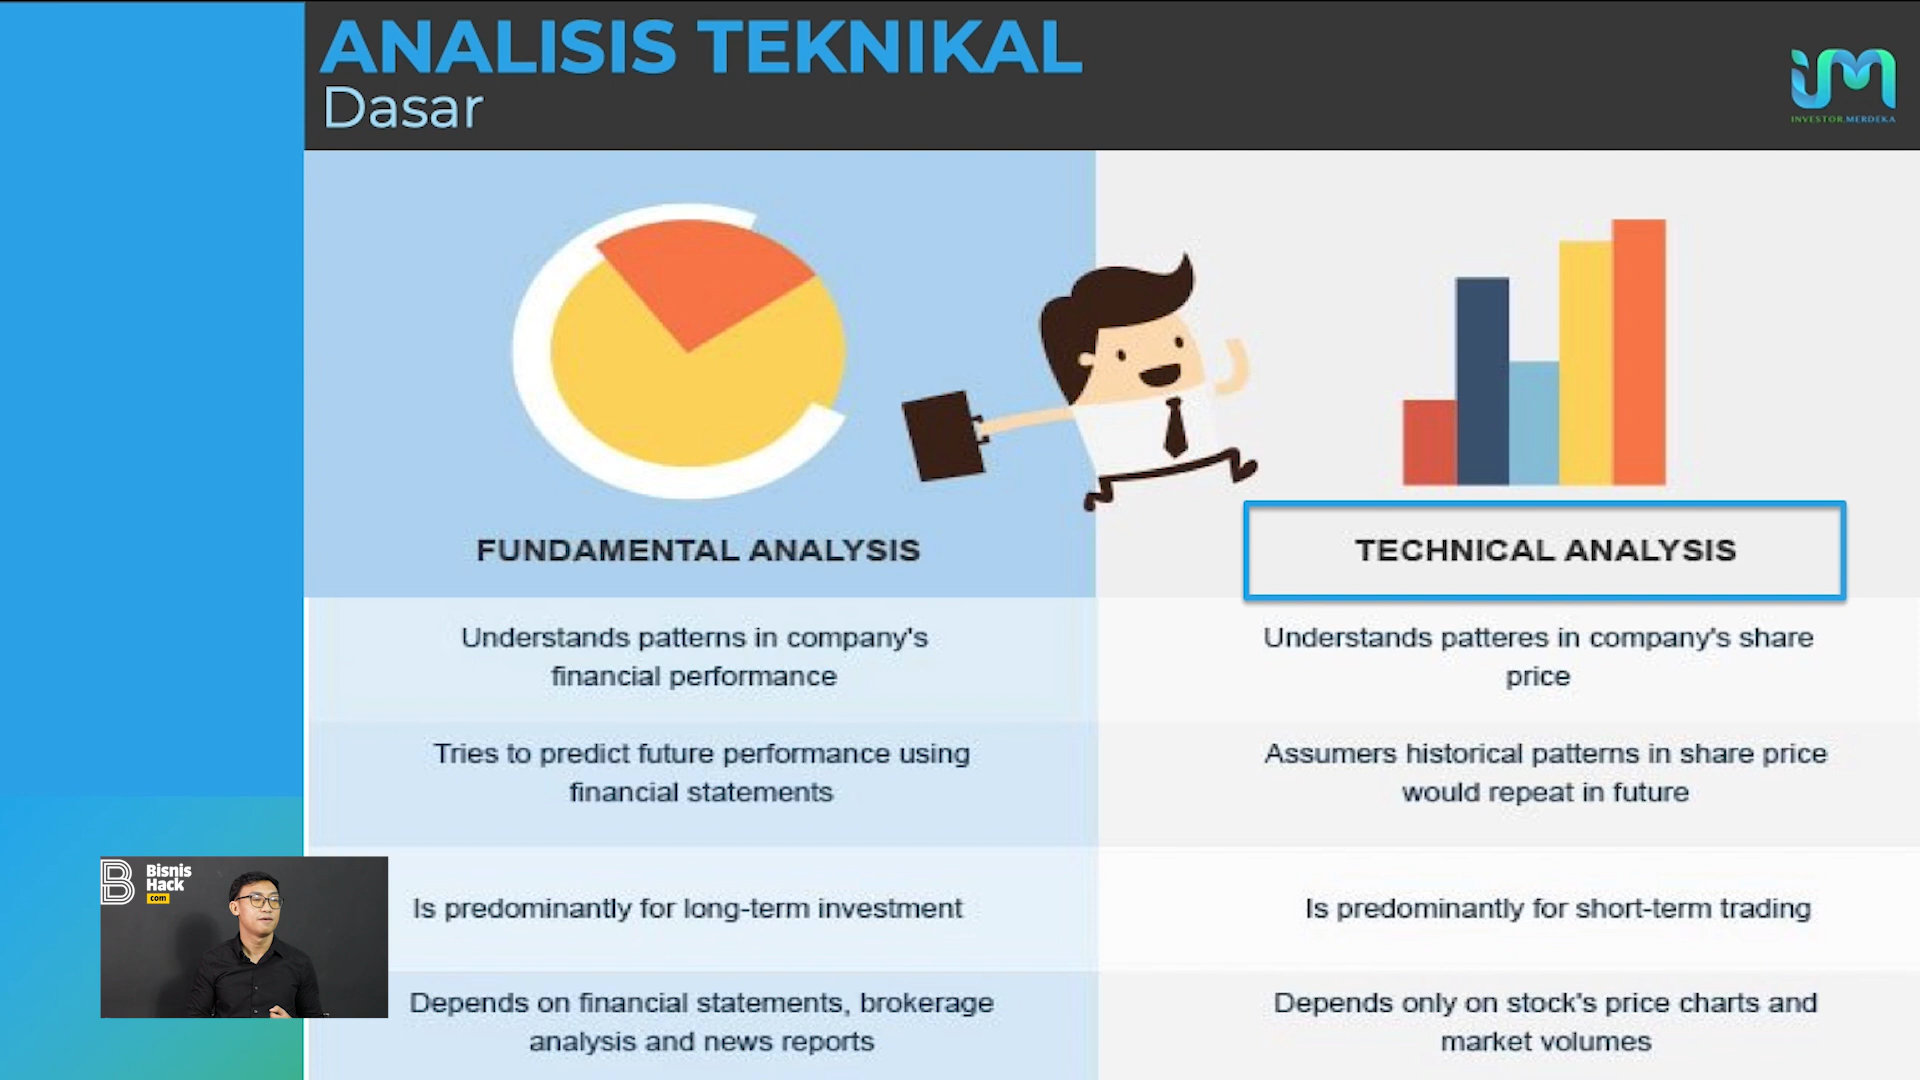 ANALISIS TEKNIKAL
Dasar
INVESTOR.MERDEKA
FUNDAMENTAL ANALYSIS
TECHNICAL ANALYSIS
Understands patterns in company's
financial performance
Understands patteres in company's share
price
Tries to predict future performance using
financial statements
Assumers historical patterns in share price
would repeat in future
Is predominantly for long-term investment
Is predominantly for short-term trading
Depends on financial statements, brokerage
analysis and news reports
Depends only on stock's price charts and
market volumes
Bisnis
Hack
com